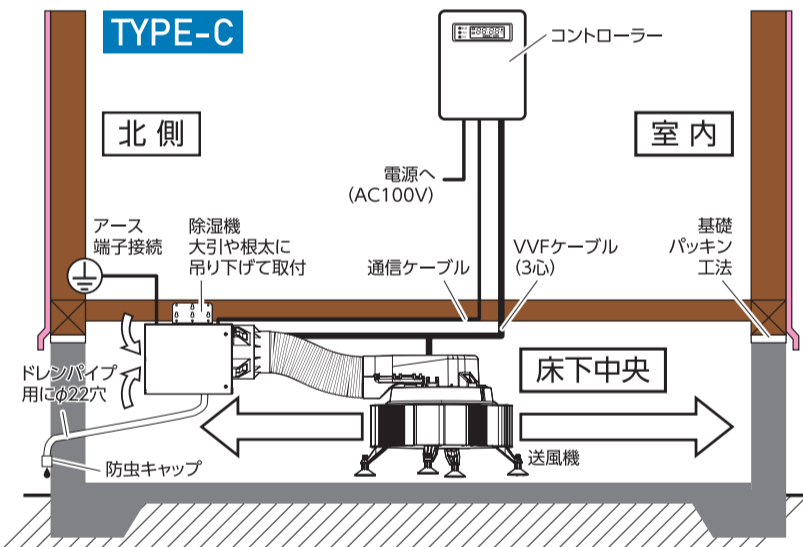 TYPE-C
コントローラー
北側
室内
電源へ
(AC100V)
アース
端子接続
除湿機
大引や根太に
吊り下げて取付
通信ケーブル
VVFケーブル
(3心)
基礎
パッキン
工法
ドレンパイプ
用にφ22穴
床下中央
防虫キャップ
送風機